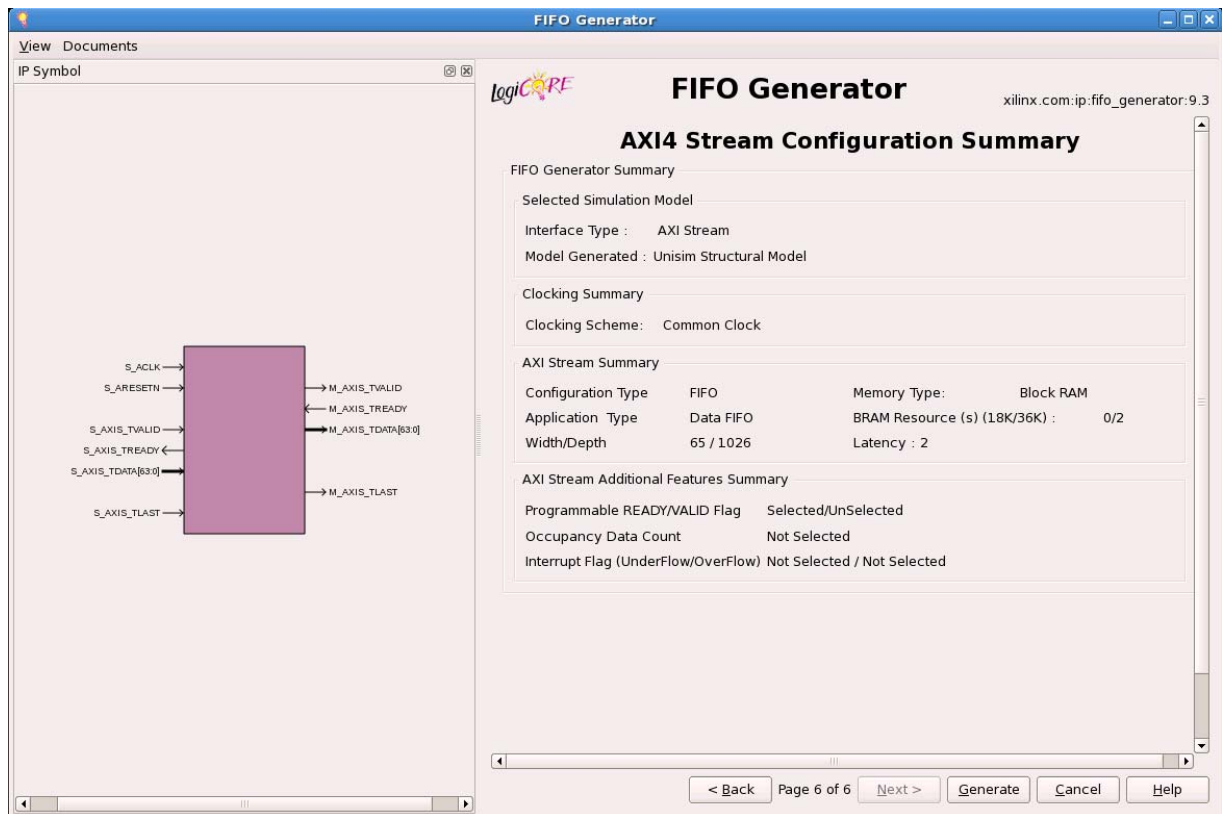 FIFO Generator
View Documents
IP Symbol
S_ACLK
S_ARESETN
S_AXIS_TVALID
S_AXIS_TREADY
S_AXIS_TDATA[63:0]
S_AXIS_TLAST
M_AXIS_TVALID
M_AXIS_TREADY
M_AXIS_TDATA[63:0]
M_AXIS_TLAST
LogiCORE
FIFO Generator
xilinx.com:ip:fifo_generator:9.3
AXI4 Stream Configuration Summary
FIFO Generator Summary
Selected Simulation Model
Interface Type : AXI Stream
Model Generated : Unisim Structural Model
Clocking Summary
Clocking Scheme: Common Clock
AXI Stream Summary
Configuration Type FIFO Memory Type: Block RAM
Application Type Data FIFO BRAM Resource (s) (18K/36K) : 0/2
Width/Depth 65 / 1026 Latency : 2
AXI Stream Additional Features Summary
Programmable READY/VALID Flag Selected/UnSelected
Occupancy Data Count Not Selected
Interrupt Flag (UnderFlow/OverFlow) Not Selected / Not Selected
< Back Page 6 of 6 Next > Generate Cancel Help